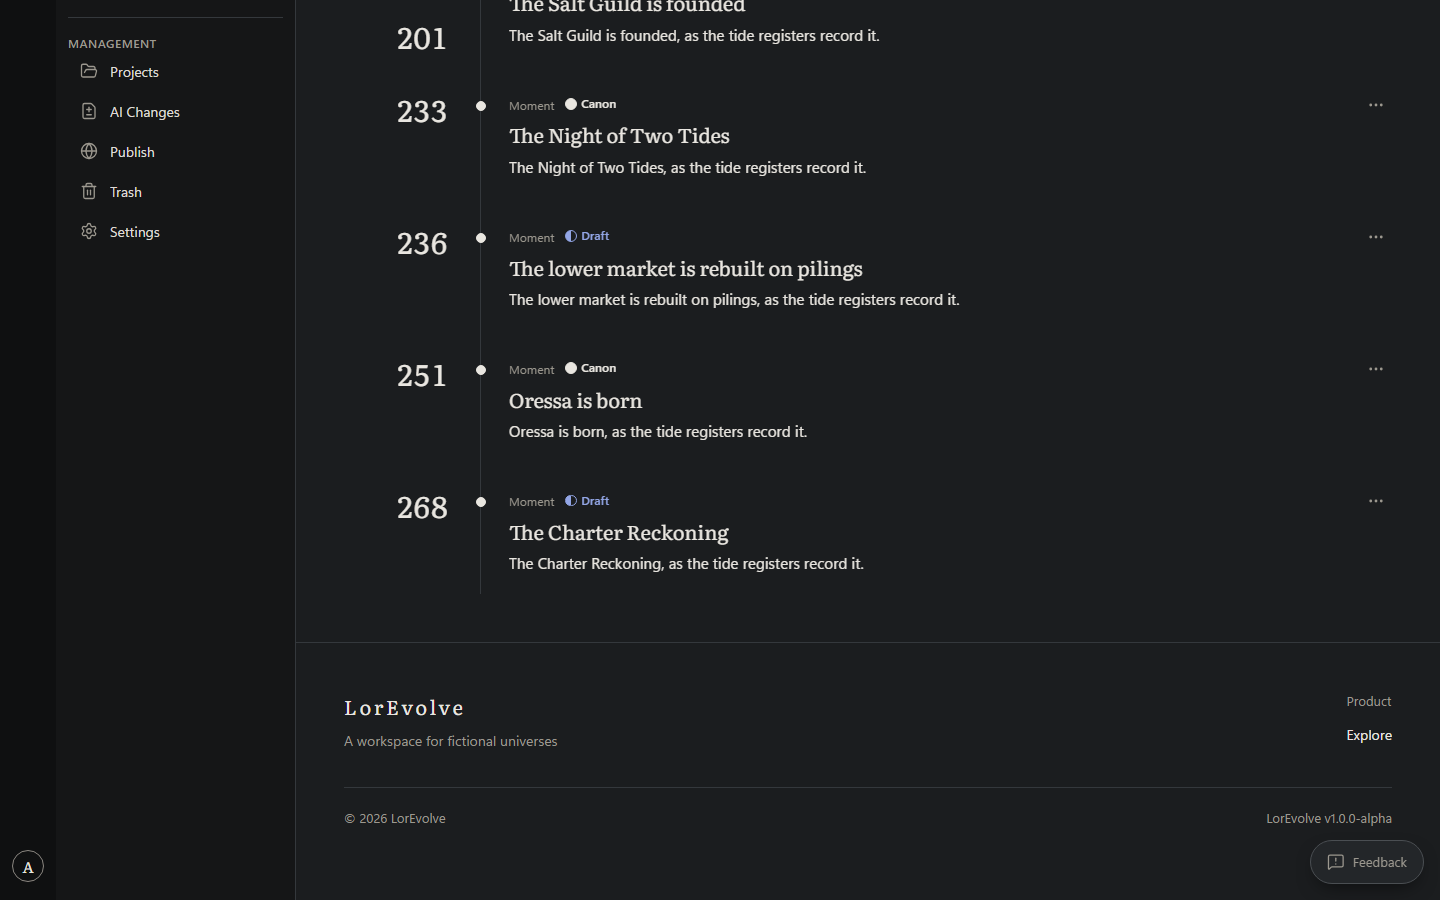 MANAGEMENT
Projects
AI Changes
Publish
Trash
Settings
The Salt Guild is founded
201
The Salt Guild is founded, as the tide registers record it.
233
Moment Canon
The Night of Two Tides
The Night of Two Tides, as the tide registers record it.
236
Moment Draft
The lower market is rebuilt on pilings
The lower market is rebuilt on pilings, as the tide registers record it.
251
Moment Canon
Oressa is born
Oressa is born, as the tide registers record it.
268
Moment Draft
The Charter Reckoning
The Charter Reckoning, as the tide registers record it.
LorEvolve
A workspace for fictional universes
Product
Explore
© 2026 LorEvolve
LorEvolve v1.0.0-alpha
A
Feedback